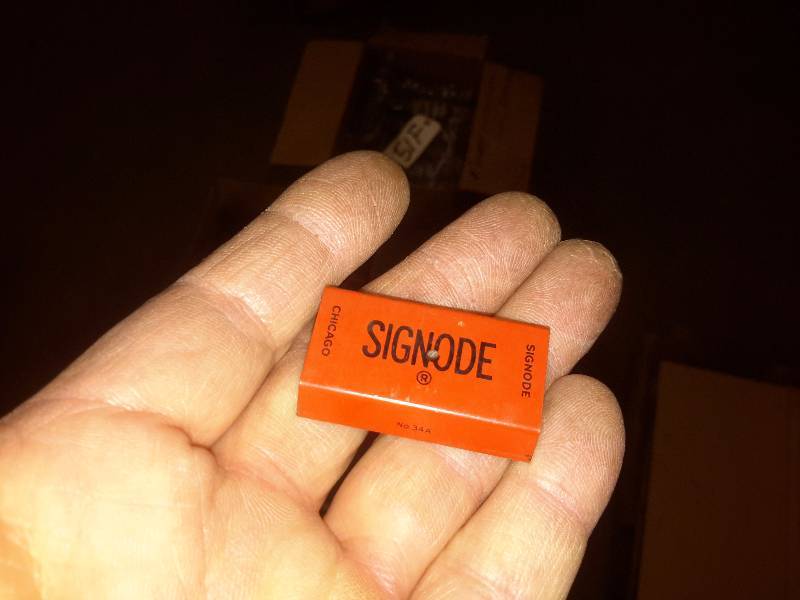 CHICAGO
SIGNODE
®
SIGNODE
No 34A